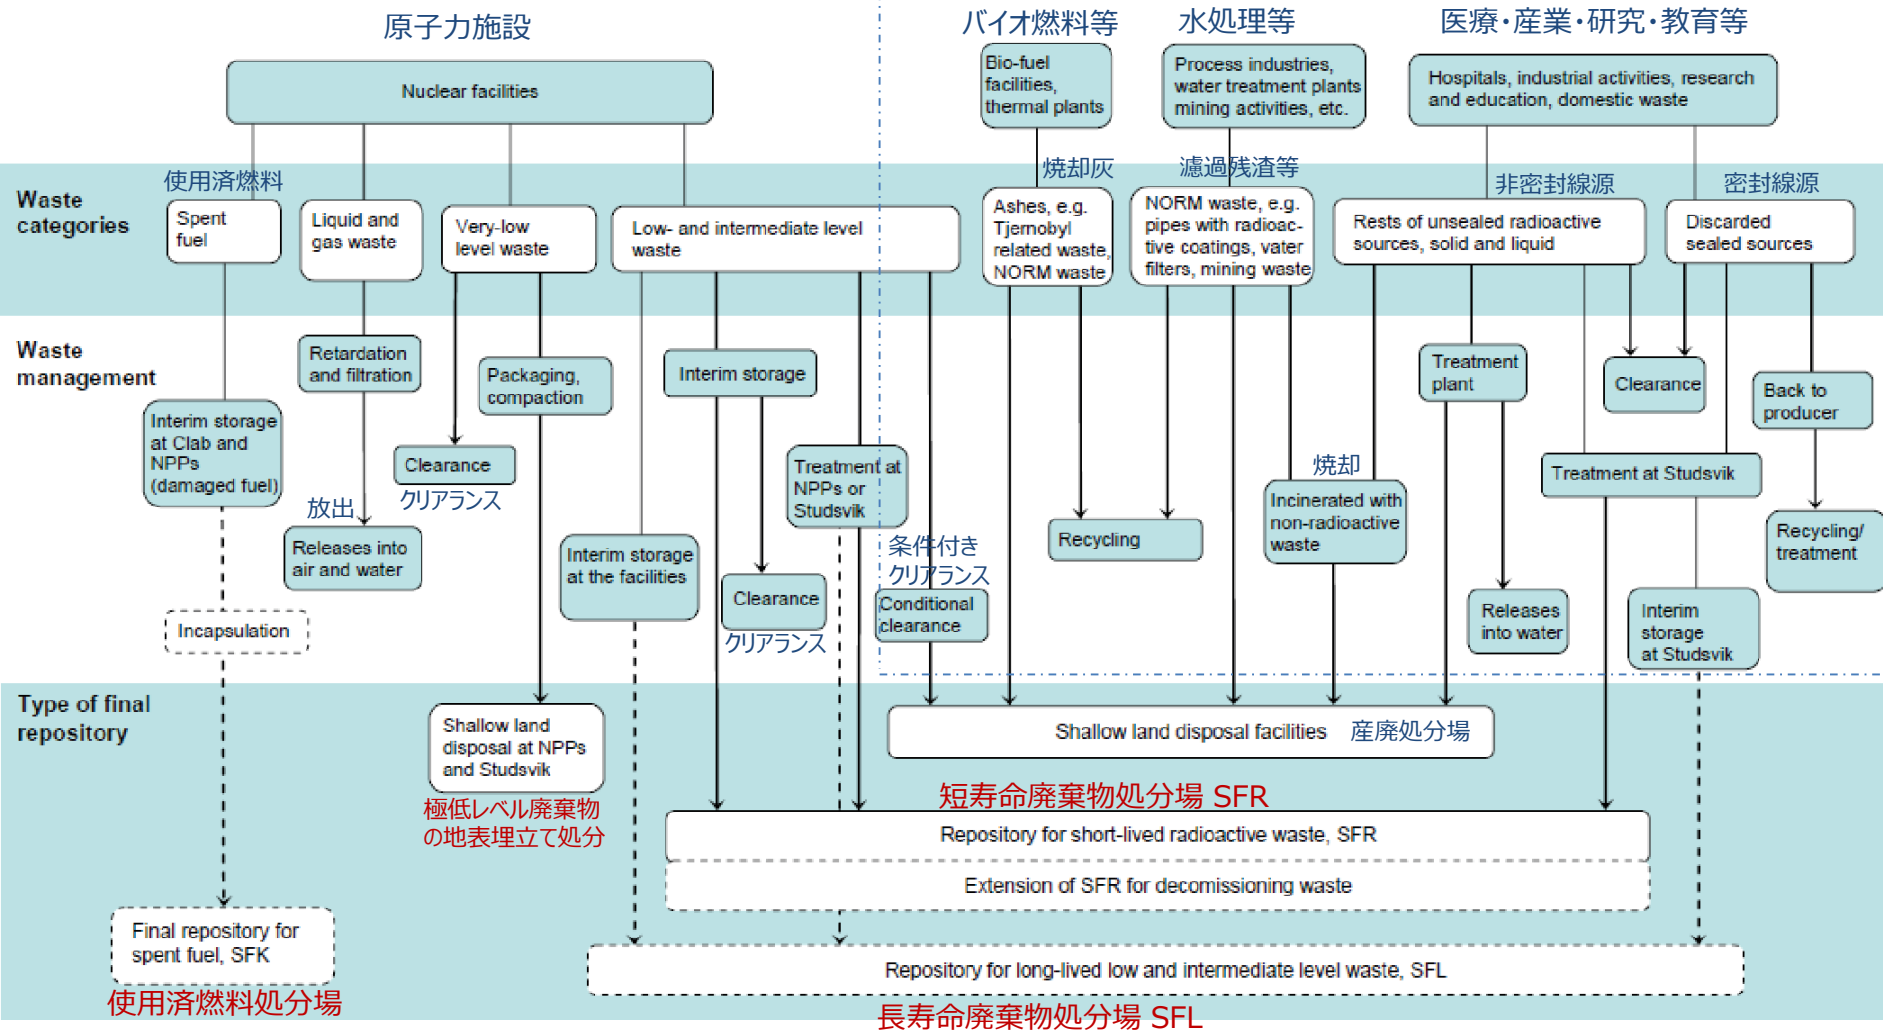 原子力施設
バイオ燃料等
水処理等
医療・産業・研究・教育等
Nuclear facilities
Bio-fuel
facilities,
thermal plants
Process industries,
water treatment plants
mining activities, etc.
Hospitals, industrial activities, research
and education, domestic waste
Waste
categories
使用済燃料
焼却灰
濾過残渣等
非密封線源
密封線源
Spent
fuel
Liquid and
gas waste
Very-low
level waste
Low- and intermediate level
waste
Ashes, e.g.
Tjernobyl
related waste,
NORM waste
NORM waste, e.g.
pipes with radioac-
tive coatings, vater
filters, mining waste
Rests of unsealed radioactive
sources, solid and liquid
Discarded
sealed sources
Waste
management
Retardation
and filtration
Packaging,
compaction
Interim storage
Treatment
plant
Clearance
Back to
producer
Interim storage
at Clab and
NPPs
(damaged fuel)
Clearance
クリアランス
Treatment at
NPPs or
Studsvik
焼却
Incinerated with
non-radioactive
waste
Treatment at Studsvik
放出
Releases into
air and water
Interim storage
at the facilities
Clearance
クリアランス
条件付き
クリアランス
Conditional
clearance
Recycling
Recycling/
treatment
Releases
into water
Interim
storage
at Studsvik
Incapsulation
Type of final
repository
Shallow land
disposal at NPPs
and Studsvik
極低レベル廃棄物
の地表埋立て処分
Shallow land disposal facilities
産廃処分場
短寿命廃棄物処分場 SFR
Repository for short-lived radioactive waste, SFR
Extension of SFR for decomissioning waste
Final repository for
spent fuel, SFK
使用済燃料処分場
Repository for long-lived low and intermediate level waste, SFL
長寿命廃棄物処分場 SFL